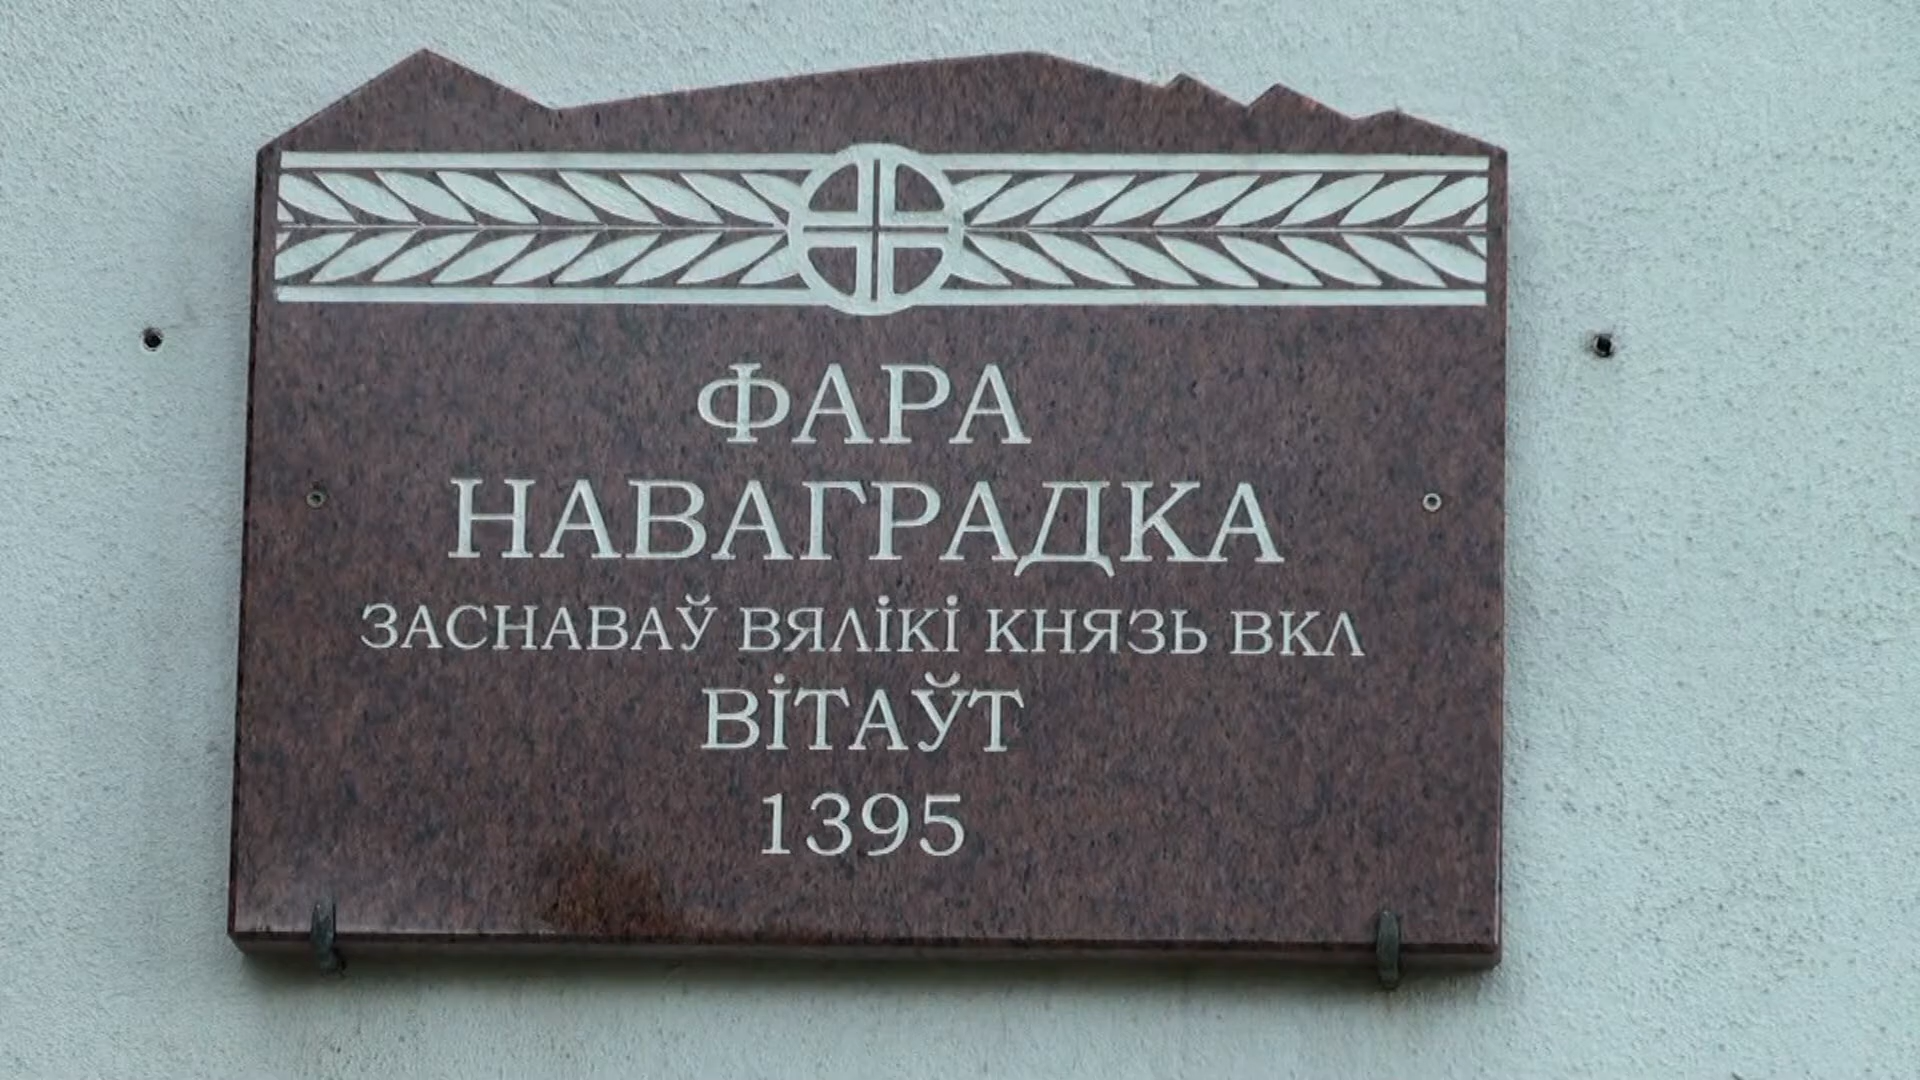 ФАРА
НАВАГРАДКА
ЗАСНАВАЎ ВЯЛІКІ КНЯЗЬ ВКЛ
ВІТАЎТ
1395